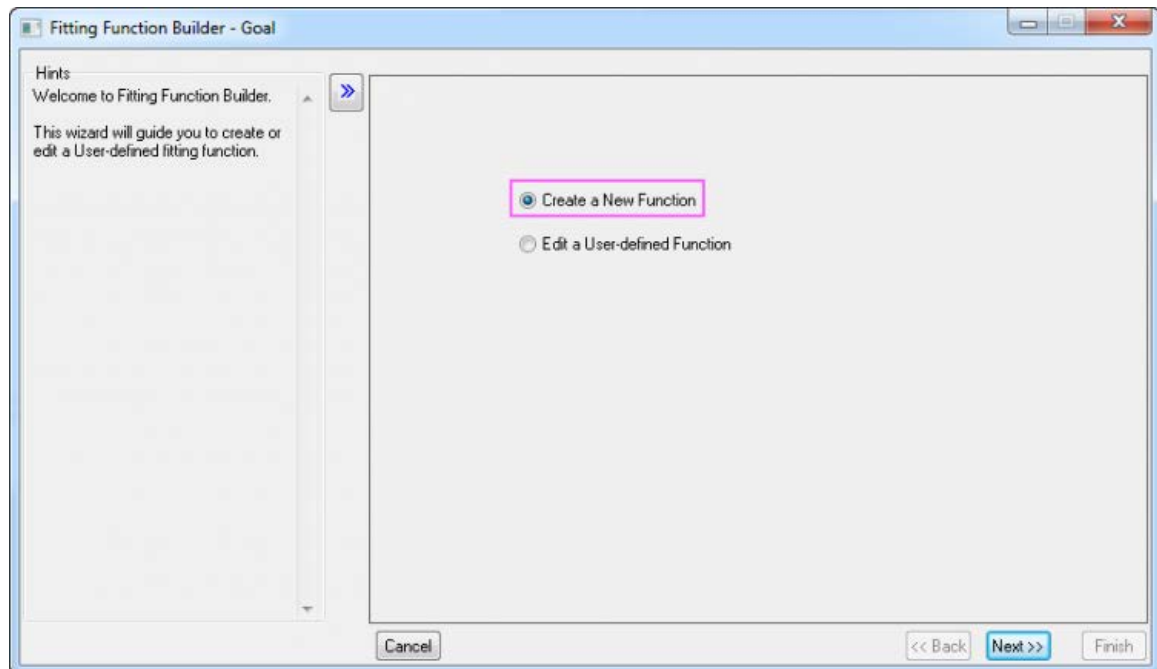 Fitting Function Builder - Goal
Hints
Welcome to Fitting Function Builder.
This wizard will guide you to create or
edit a User-defined fitting function.
Create a New Function
Edit a User-defined Function
Cancel
<< Back
Next >>
Finish